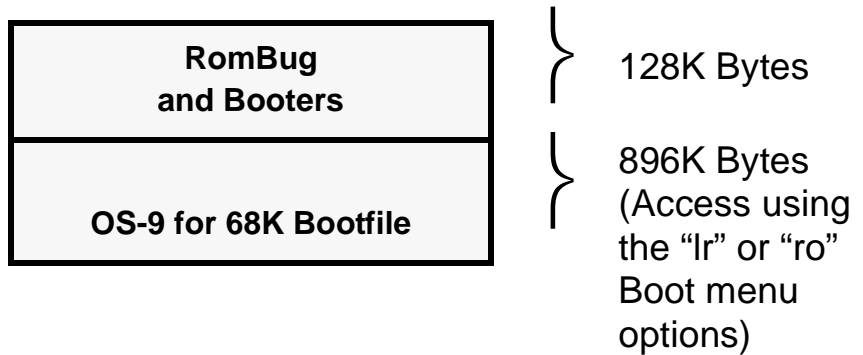 RomBug
and Booters
128K Bytes
OS-9 for 68K Bootfile
896K Bytes
(Access using
the “lr” or “ro”
Boot menu
options)